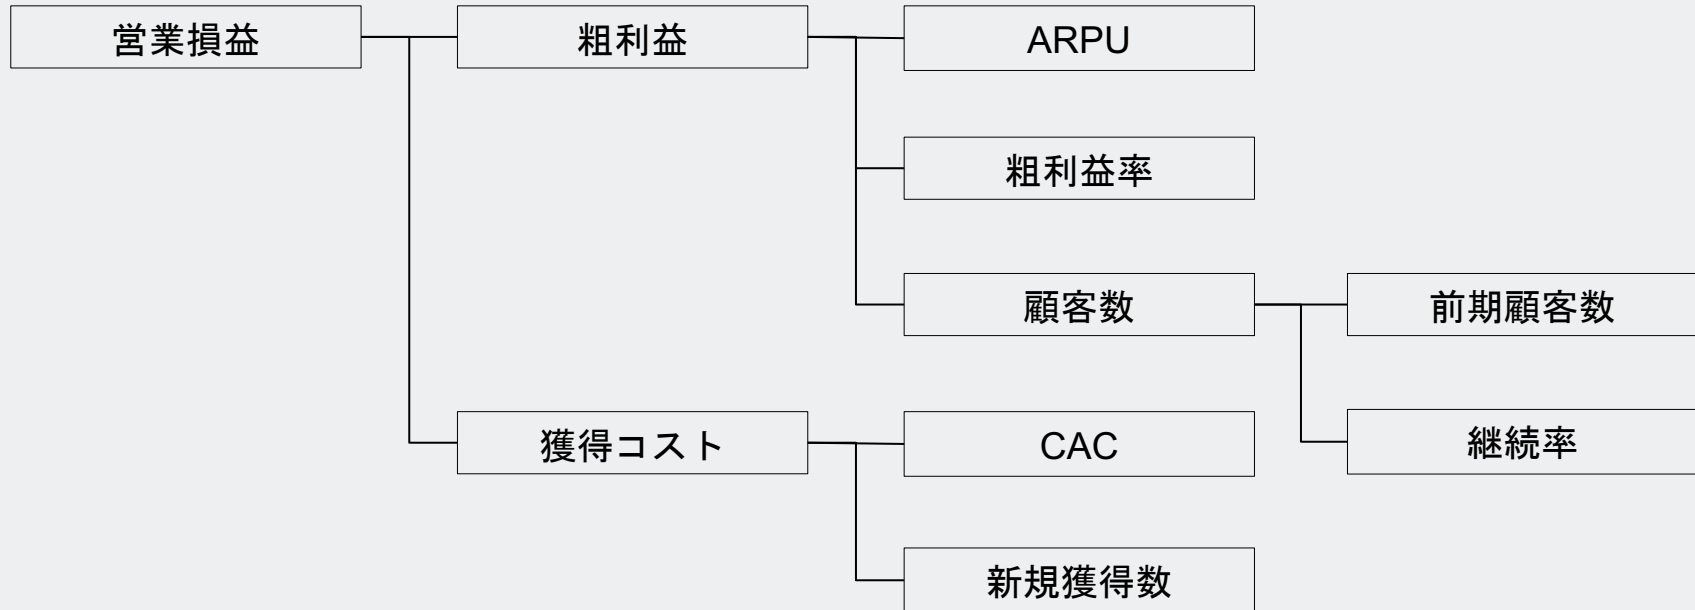 営業損益
粗利益
ARPU
粗利益率
顧客数
前期顧客数
継続率
獲得コスト
CAC
新規獲得数